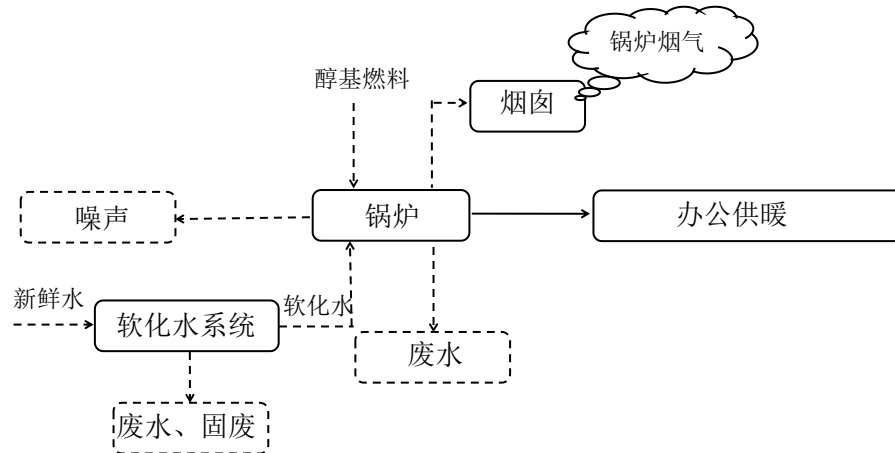 锅炉烟气
醇基燃料
烟囱
噪声
锅炉
办公供暖
新鲜水
软化水
软化水系统
废水
废水、固废